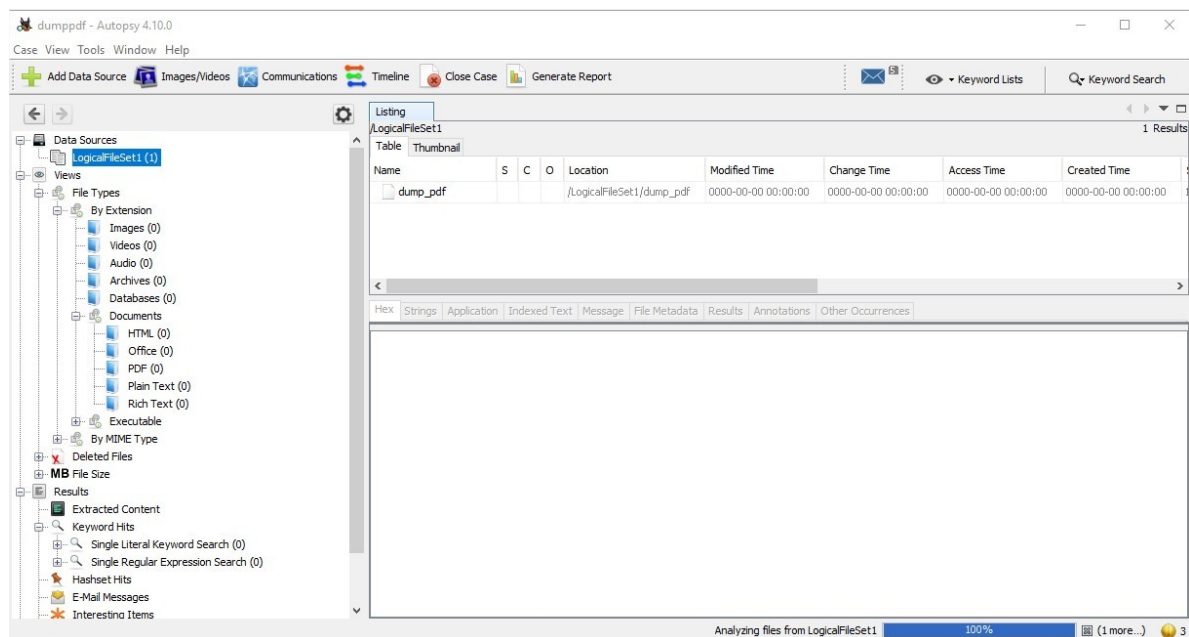 dumppdf - Autopsy 4.10.0
Case View Tools Window Help
Add Data Source Images/Videos Communications Timeline Close Case Generate Report 5 Keyword Lists Keyword Search
Data Sources
LogicalFileSet1 (1)
Views
File Types
By Extension
Images (0)
Videos (0)
Audio (0)
Archives (0)
Databases (0)
Documents
HTML (0)
Office (0)
PDF (0)
Plain Text (0)
Rich Text (0)
Executable
By MIME Type
Deleted Files
MB File Size
Results
Extracted Content
Keyword Hits
Single Literal Keyword Search (0)
Single Regular Expression Search (0)
Hashset Hits
E-Mail Messages
Interesting Items
Listing
/LogicalFileSet1 1 Results
Table Thumbnail
Name S C O Location Modified Time Change Time Access Time Created Time
dump_pdf /LogicalFileSet1/dump_pdf 0000-00-00 00:00:00 0000-00-00 00:00:00 0000-00-00 00:00:00 0000-00-00 00:00:00
Hex Strings Application Indexed Text Message File Metadata Results Annotations Other Occurrences
Analyzing files from LogicalFileSet1 100% (1 more...) 3